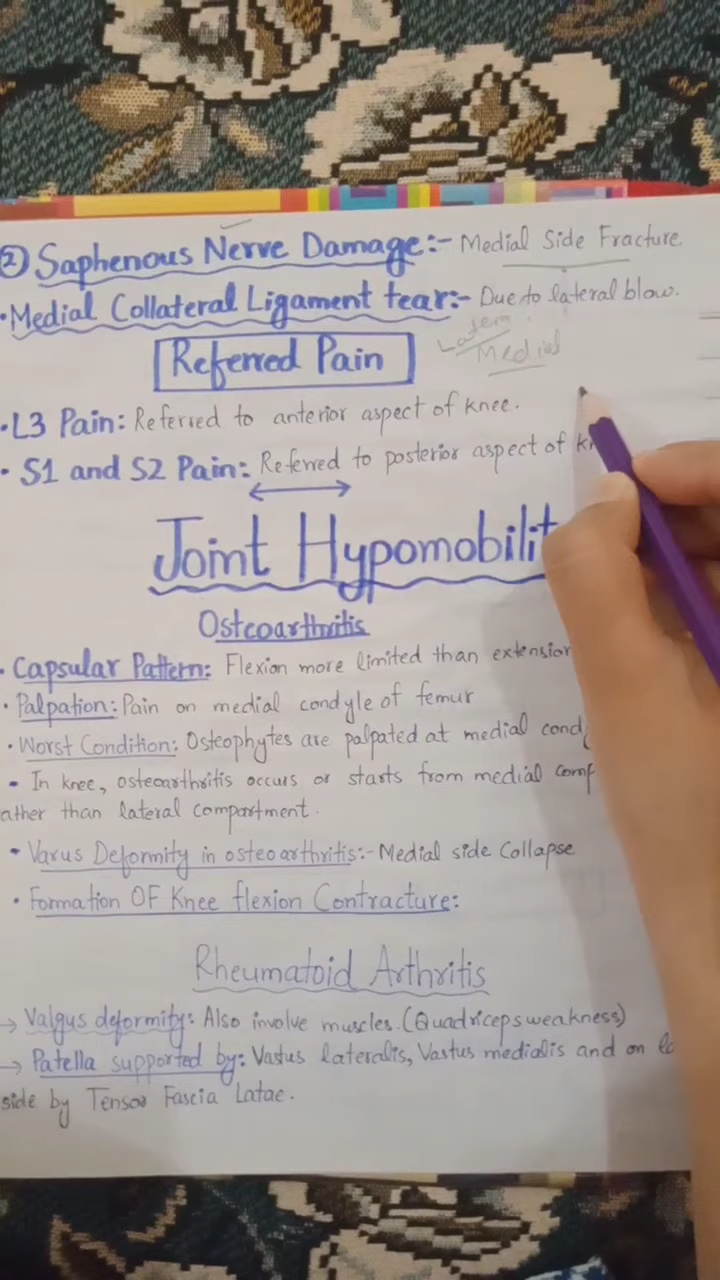 ② Saphenous Nerve Damage:- Medial Side Fracture.
• Medial Collateral Ligament tear:- Due to lateral blow.
Medial
Referred Pain
• L3 Pain: Referred to anterior aspect of knee.
• S1 and S2 Pain: Referred to posterior aspect of
Joint Hypomobilit
Osteoarthritis
• Capsular Pattern: Flexion more limited than extension
• Palpation: Pain on medial condyle of femur
• Worst Condition: Osteophytes are palpated at medial cond
• In knee, osteoarthritis occurs or starts from medial comp
ather than lateral compartment.
• Varus Deformity in osteoarthritis:- Medial side Collapse
• Formation OF Knee flexion Contracture:
Rheumatoid Arthritis
→ Valgus deformity: Also involve muscles. (Quadriceps weakness)
→ Patella supported by: Vastus lateralis, Vastus medialis and on
side by Tensor Fascia Latae.